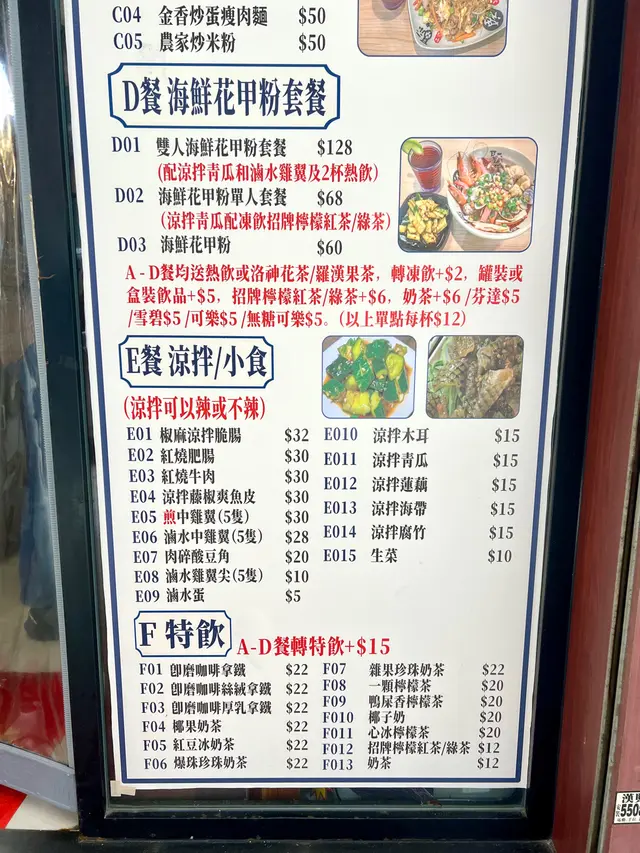 C04 金香炒蛋瘦肉麵 $50
C05 農家炒米粉 $50
D餐 海鮮花甲粉套餐
D01 雙人海鮮花甲粉套餐 $128
(配涼拌青瓜和滷水雞翼及2杯熱飲)
D02 海鮮花甲粉單人套餐 $68
(涼拌青瓜配凍飲招牌檸檬紅茶/綠茶)
D03 海鮮花甲粉 $60
A-D餐均送熱飲或洛神花茶/羅漢果茶，轉凍飲+$2，罐裝或
盒裝飲品+$5，招牌檸檬紅茶/綠茶+$6，奶茶+$6/芬達$5
/雪碧$5/可樂$5/無糖可樂$5。(以上單點每杯$12)
E餐 涼拌/小食
(涼拌可以辣或不辣)
E01 椒麻涼拌脆腸 $32
E02 紅燒肥腸 $30
E03 紅燒牛肉 $30
E04 涼拌藤椒爽魚皮 $30
E05 煎中雞翼(5隻) $30
E06 滷水中雞翼(5隻) $28
E07 肉碎酸豆角 $20
E08 滷水雞翼尖(5隻) $10
E09 滷水蛋 $5
E010 涼拌木耳 $15
E011 涼拌青瓜 $15
E012 涼拌蓮藕 $15
E013 涼拌海帶 $15
E014 涼拌腐竹 $15
E015 生菜 $10
F 特飲
A-D餐轉特飲+$15
F01 即磨咖啡拿鐵 $22
F02 即磨咖啡絲絨拿鐵 $22
F03 即磨咖啡厚乳拿鐵 $22
F04 椰果奶茶 $22
F05 紅豆冰奶茶 $22
F06 爆珠珍珠奶茶 $22
F07 雜果珍珠奶茶 $22
F08 一顆檸檬茶 $20
F09 鴨屎香檸檬茶 $20
F010 椰子奶 $20
F011 心冰檸檬茶 $20
F012 招牌檸檬紅茶/綠茶 $12
F013 奶茶 $12